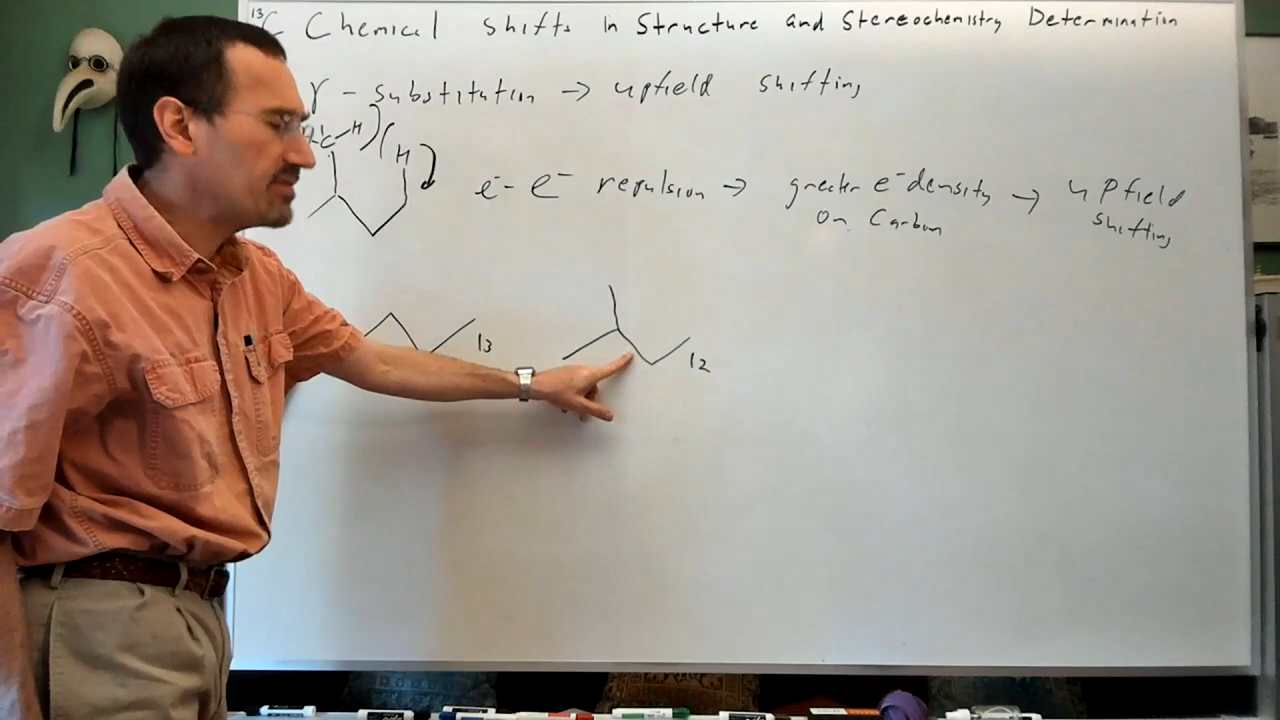 13C Chemical Shifts in Structure and Stereochemistry Determination
γ - substitution → upfield shifting
C H H
e- - e- repulsion → greater e- density on Carbon → upfield shifting
13
12